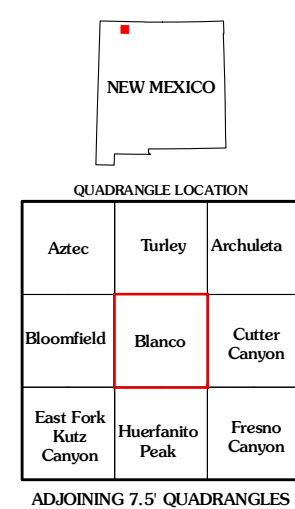 NEW MEXICO
QUADRANGLE LOCATION
Aztec
Turley
Archuleta
Bloomfield
Blanco
Cutter
Canyon
East Fork
Kutz
Canyon
Huerfanito
Peak
Fresno
Canyon
ADJOINING 7.5' QUADRANGLES